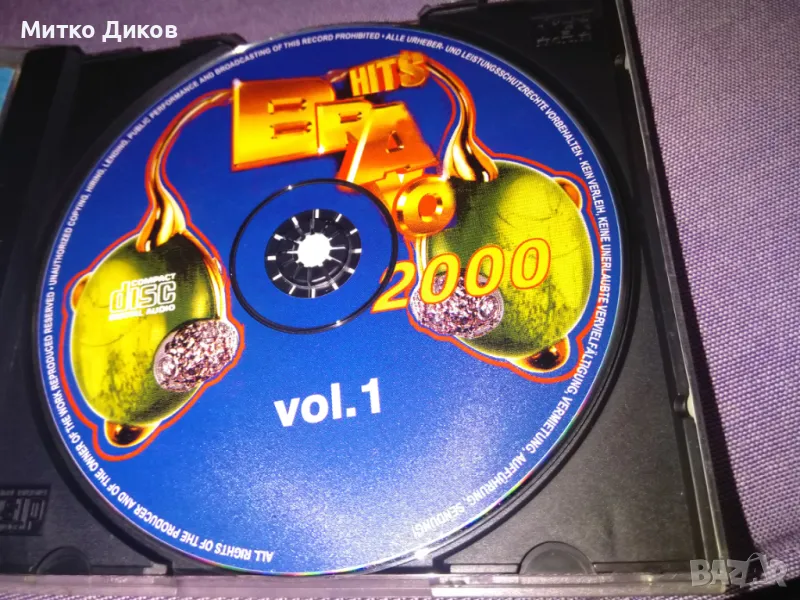 Митко Диков
HITS
BRAVO
2000
COMPACT
disc
DIGITAL AUDIO
vol.1
ALL RIGHTS OF THE PRODUCER AND OF THE OWNER OF THE WORK REPRODUCED RESERVED • UNAUTHORIZED COPYING, HIRING, LENDING, PUBLIC PERFORMANCE AND BROADCASTING OF THIS RECORD PROHIBITED • ALLE URHEBER- UND LEISTUNGSSCHUTZRECHTE VORBEHALTEN • KEIN VERLEIH, KEINE UNERLAUBTE VERVIELFÄLTIGUNG, VERMIETUNG, AUFFÜHRUNG, SENDUNG!
BAZAR